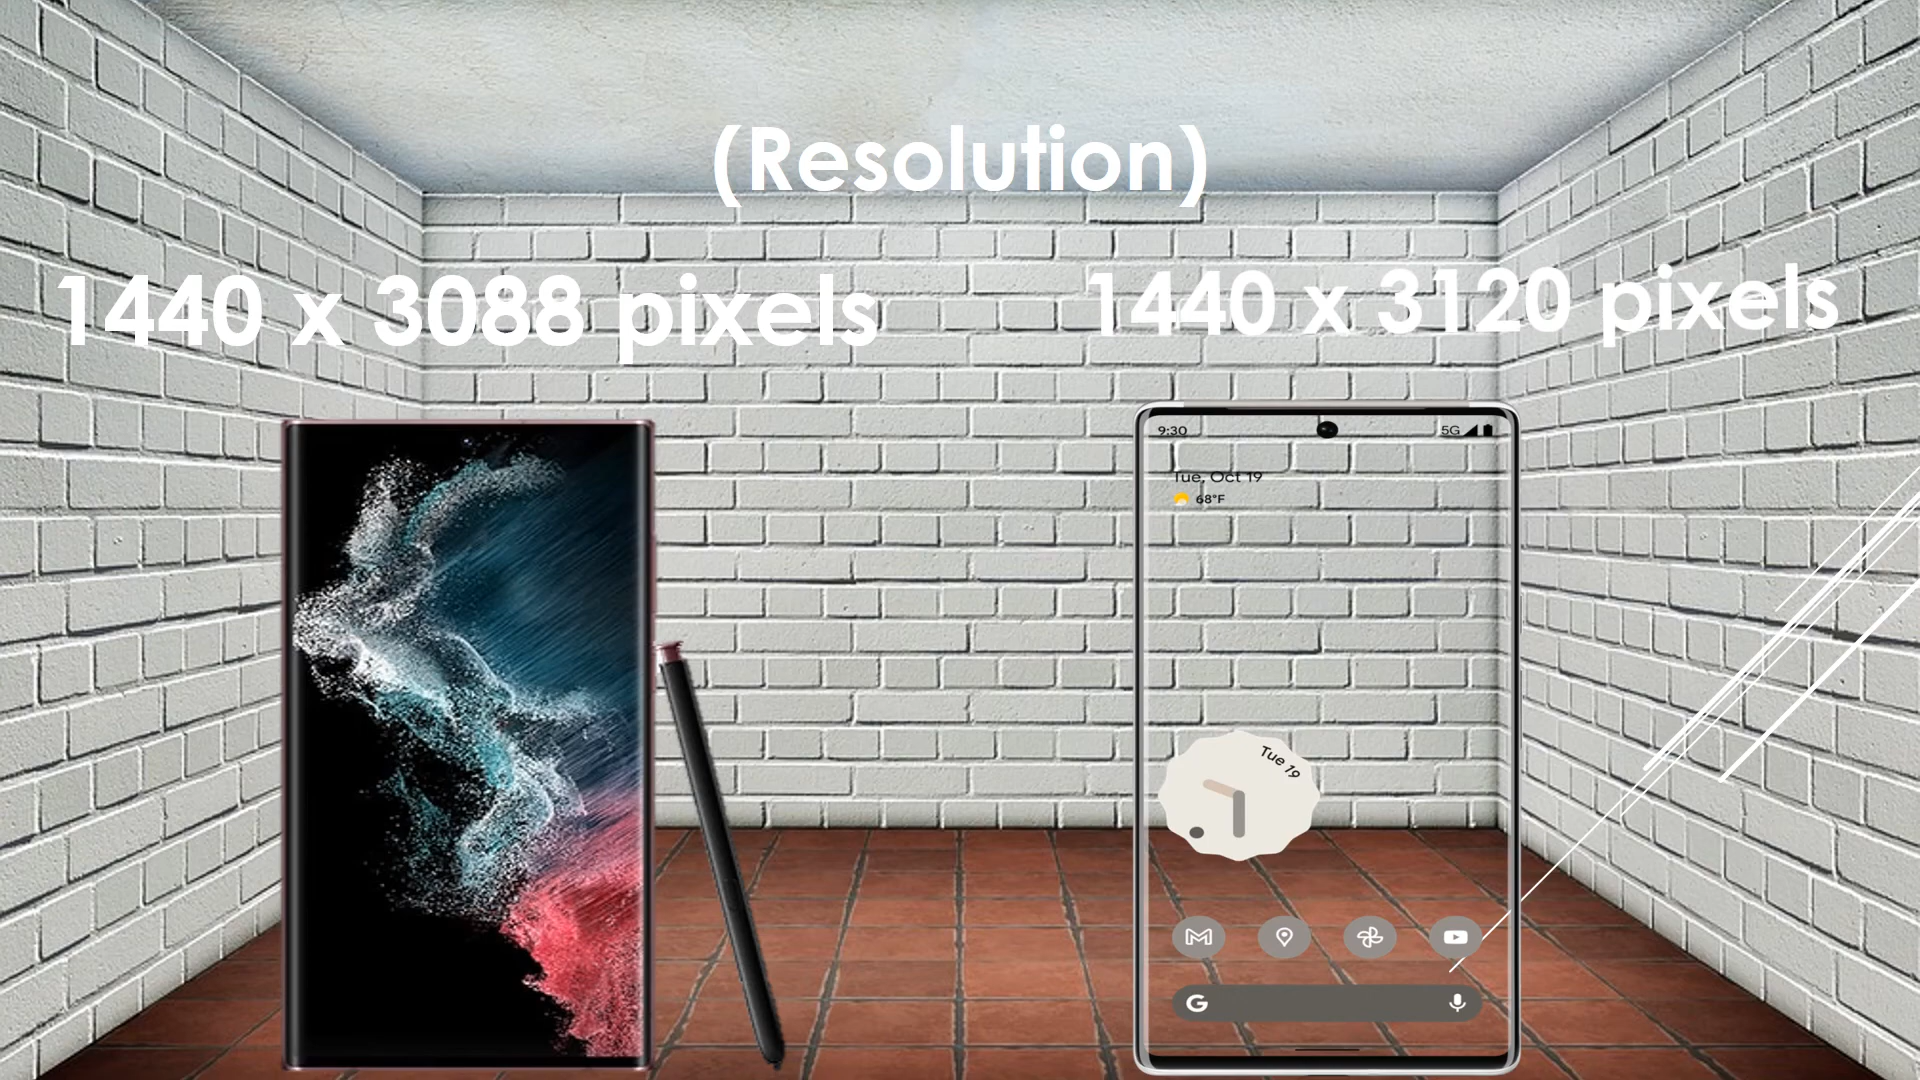 (Resolution)
1440 x 3088 pixels
1440 x 3120 pixels
9:30
5G
Tue, Oct 19
68°F
Tue 19
G